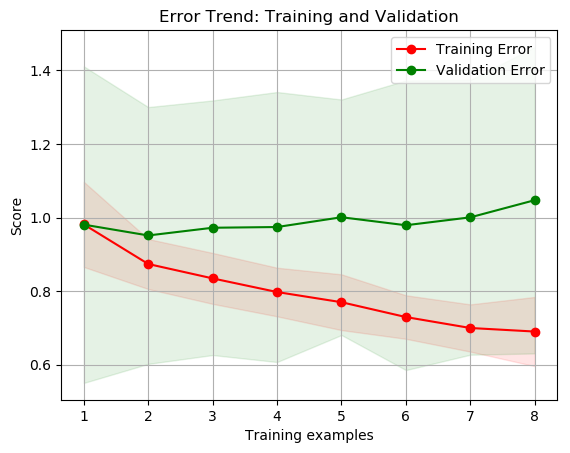 Error Trend: Training and Validation
Training Error
Validation Error
Score
1.4
1.2
1.0
0.8
0.6
1 2 3 4 5 6 7 8
Training examples